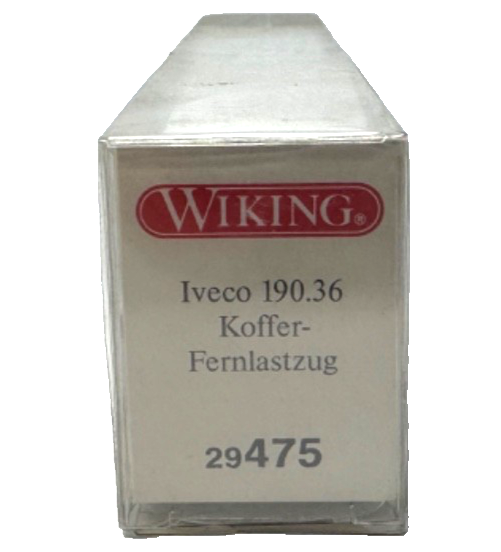 WIKING®
Iveco 190.36
Koffer-
Fernlastzug
29475